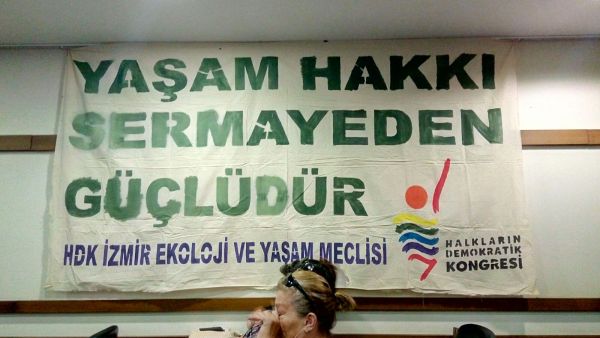 YAŞAM HAKKI
SERMAYEDEN
GÜÇLÜDÜR
HDK İZMİR EKOLOJİ VE YAŞAM MECLİSİ
HALKLARIN
DEMOKRATİK
KONGRESİ